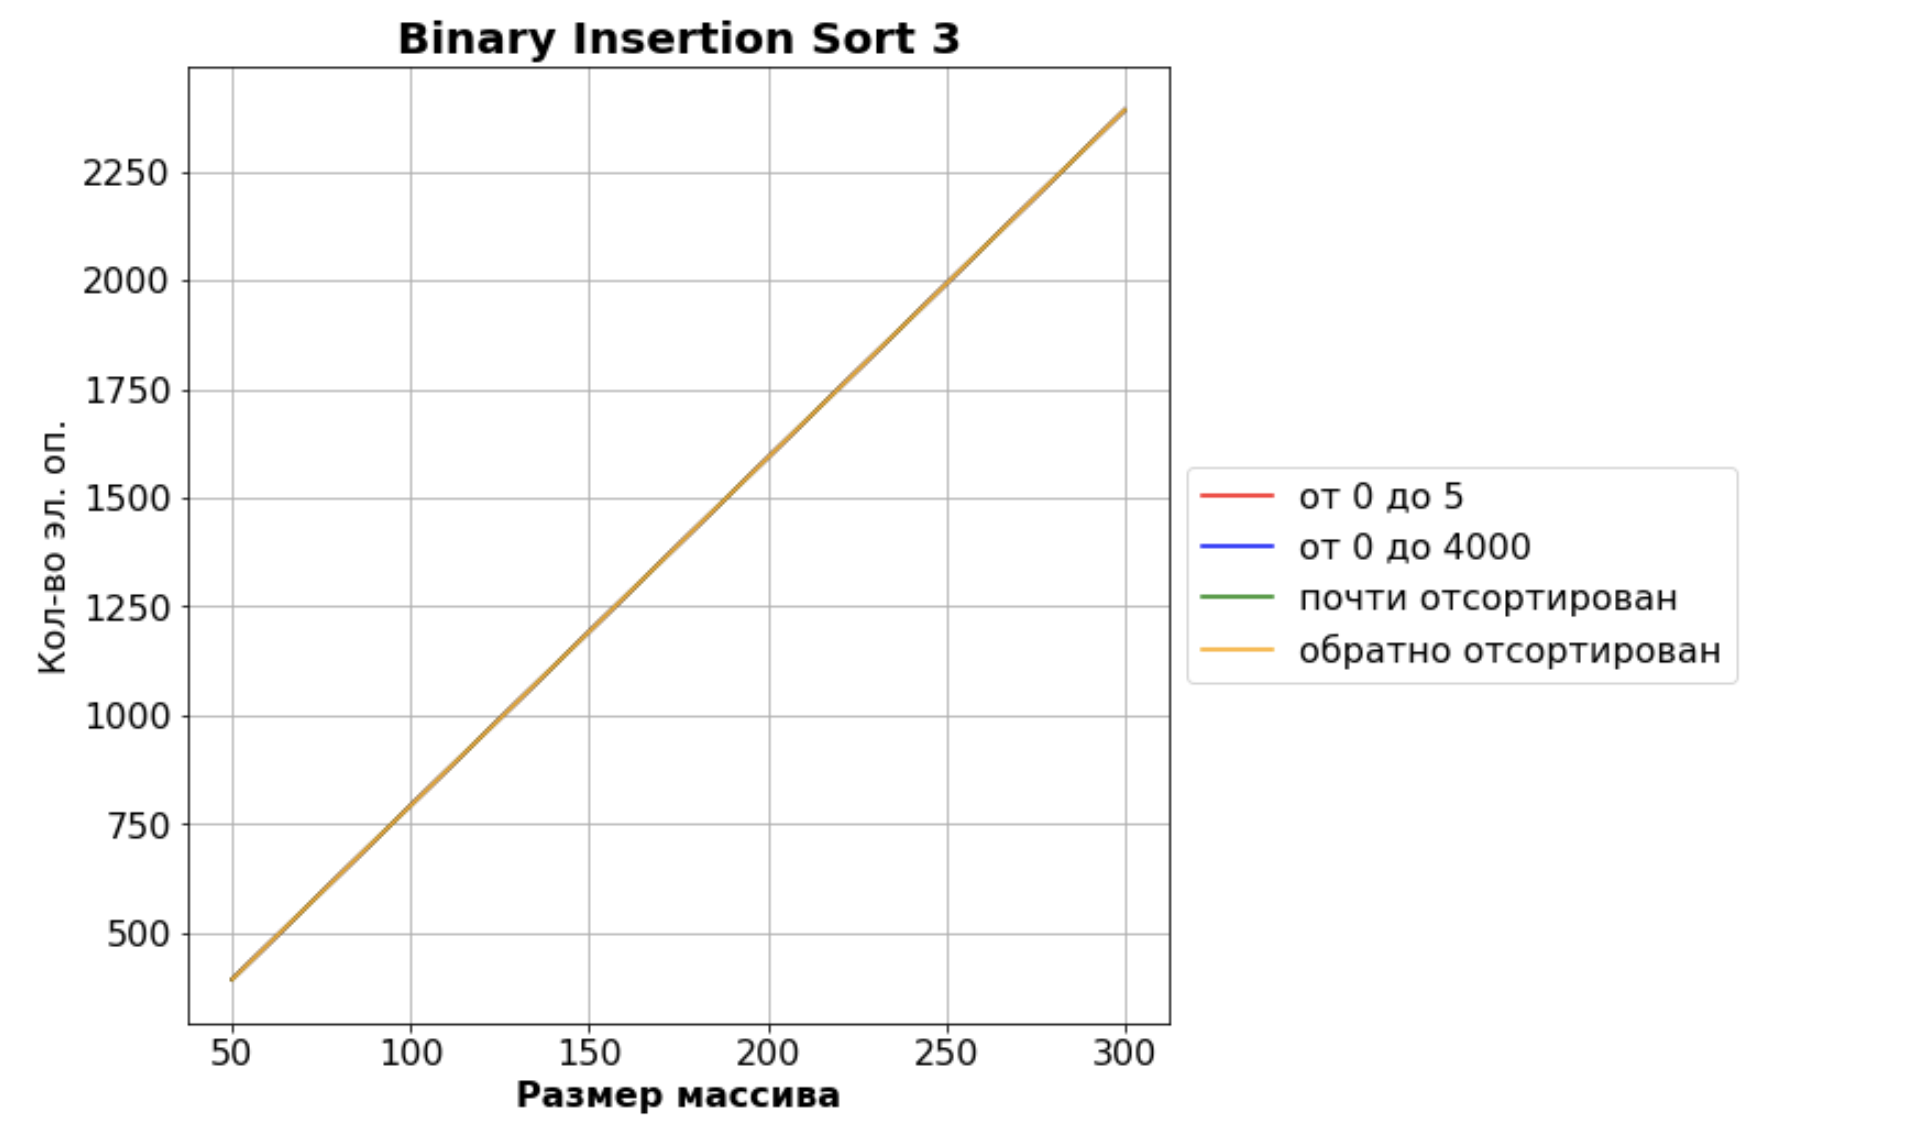 Binary Insertion Sort 3
Кол-во эл. оп.
2250
2000
1750
1500
1250
1000
750
500
50 100 150 200 250 300
Размер массива
от 0 до 5
от 0 до 4000
почти отсортирован
обратно отсортирован